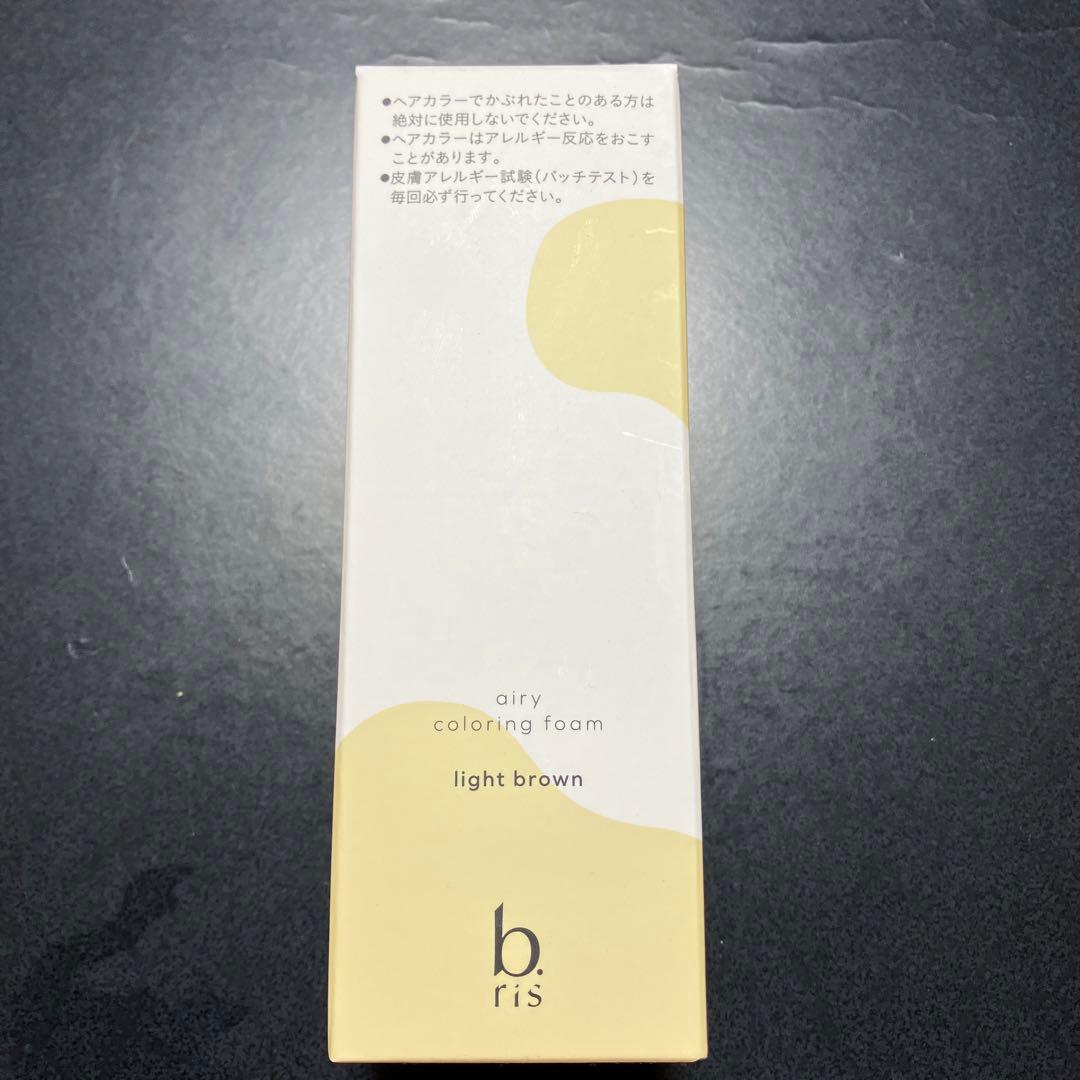 ●ヘアカラーでかぶれたことのある方は
絶対に使用しないでください。
●ヘアカラーはアレルギー反応をおこす
ことがあります。
●皮膚アレルギー試験(パッチテスト)を
毎回必ず行ってください。
airy
coloring foam
light brown
b.
ris